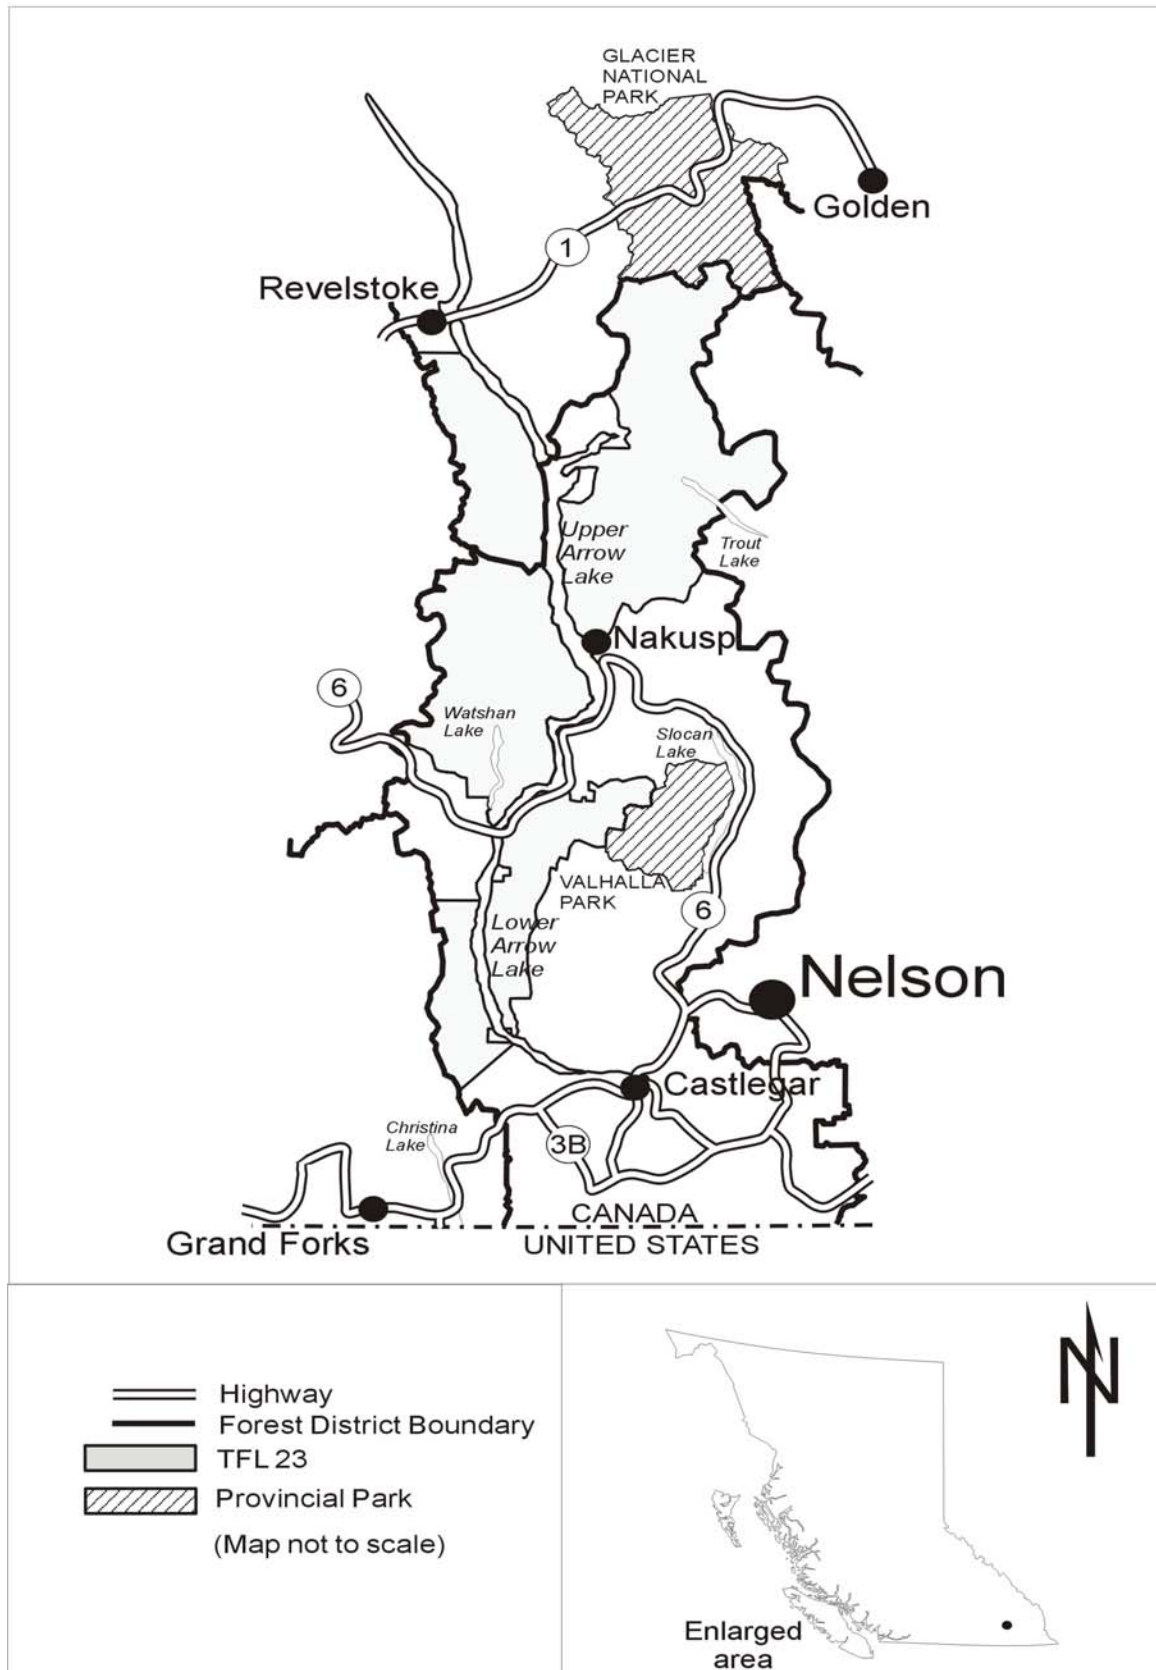 GLACIER
NATIONAL
PARK
Golden
1
Revelstoke
Upper
Arrow
Lake
Trout
Lake
Nakusp
6
Watshan
Lake
Slocan
Lake
VALHALLA
PARK
6
Lower
Arrow
Lake
Nelson
Castlegar
Christina
Lake
3B
CANADA
Grand Forks
UNITED STATES
Highway
Forest District Boundary
TFL 23
Provincial Park
(Map not to scale)
N
Enlarged
area